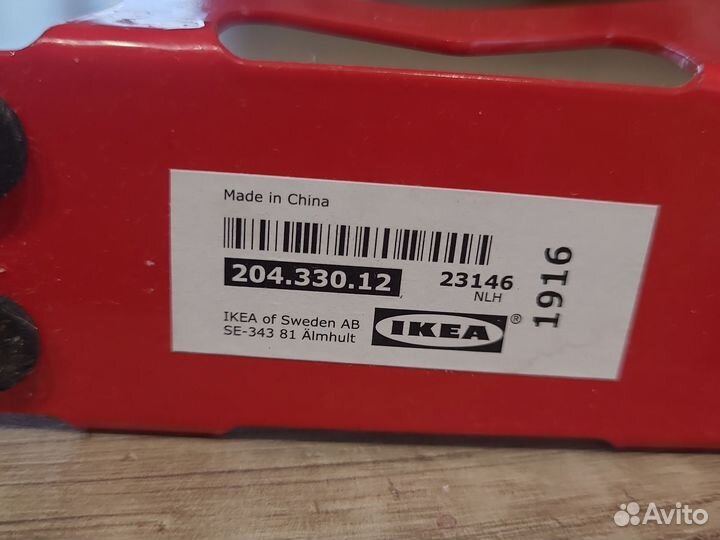 Made in China
204.330.12, 23146
NLH
IKEA of Sweden AB
SE-343 81 Älmhult
IKEA®
1916
Avito